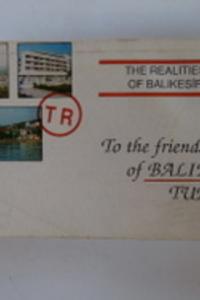 THE REALITIE
OF BALIKESİR
TR
To the friend
of BALI
TU